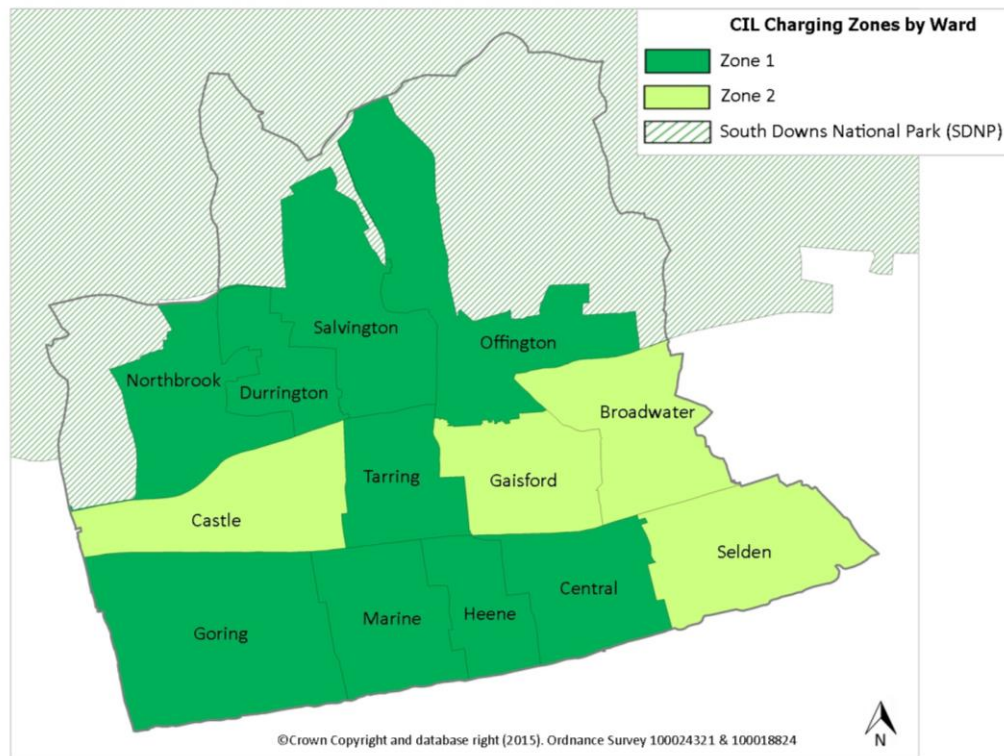 CIL Charging Zones by Ward
Zone 1
Zone 2
South Downs National Park (SDNP)
Salvington
Offington
Northbrook
Durrington
Broadwater
Tarring
Gaisford
Castle
Selden
Central
Marine
Heene
Goring
©Crown Copyright and database right (2015). Ordnance Survey 100024321 & 100018824
N